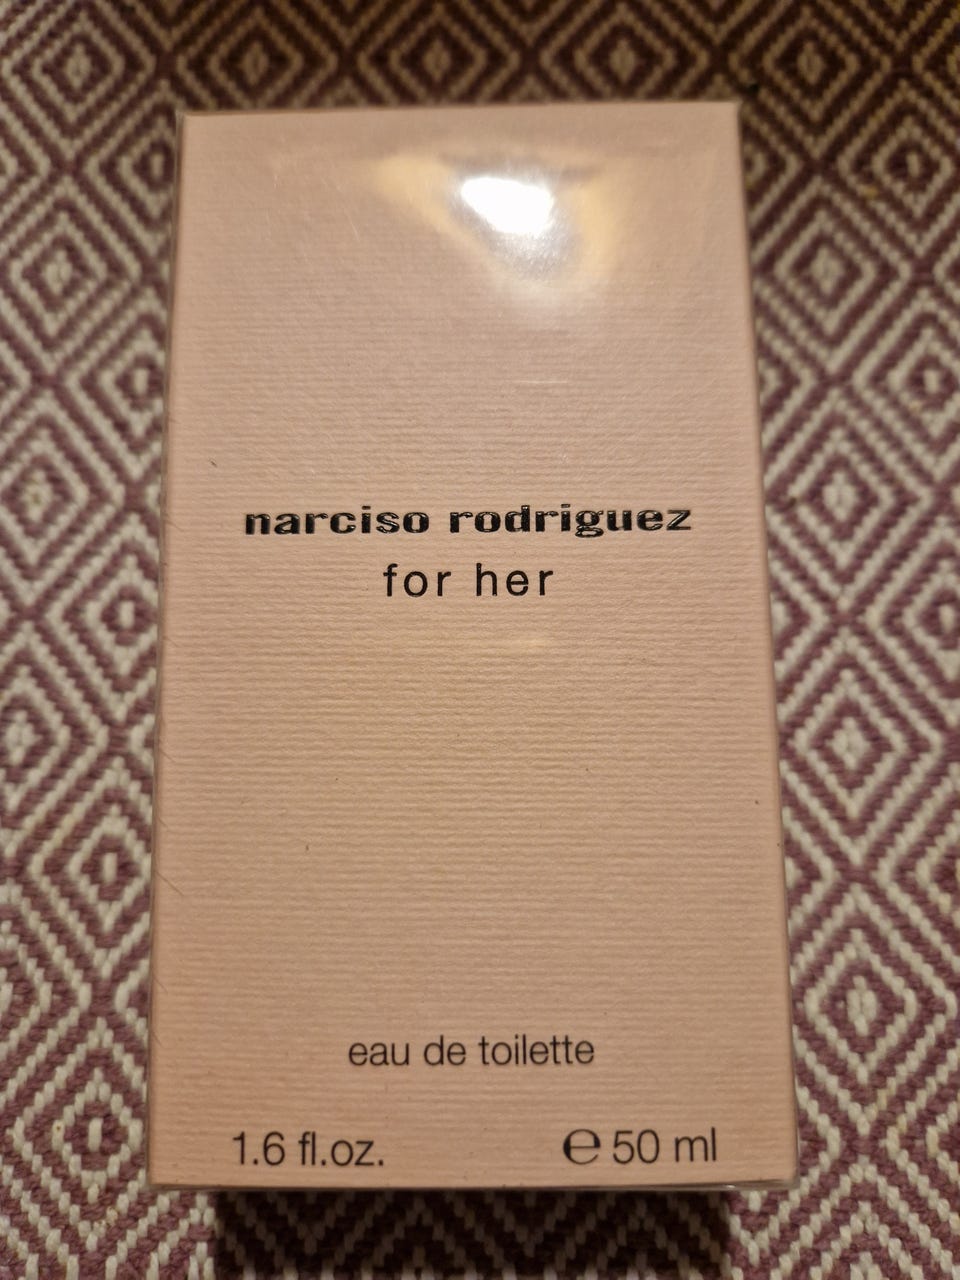 narciso rodriguez
for her
eau de toilette
1.6 fl.oz. ℮ 50 ml